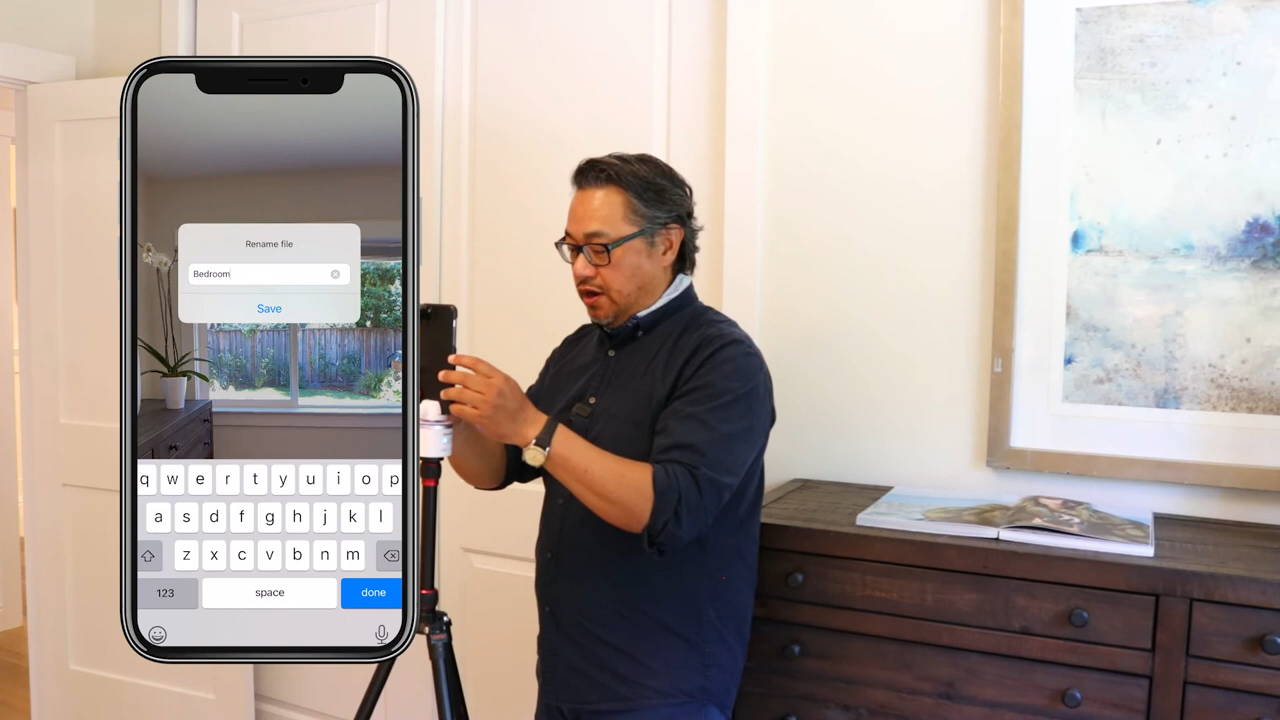 Rename file
Bedroom
Save
q w e r t y u i o p
a s d f g h j k l
z x c v b n m
123 space done